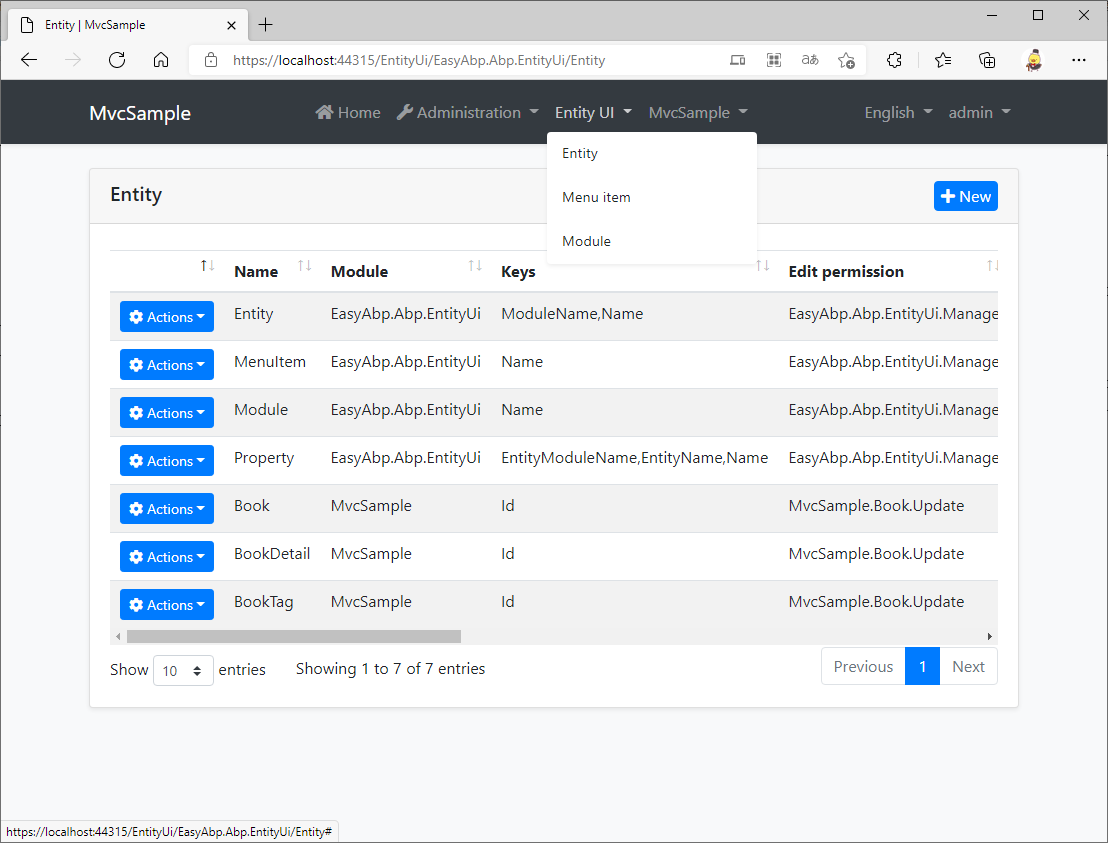 Entity | MvcSample
https://localhost:44315/EntityUi/EasyAbp.Abp.EntityUi/Entity
aあ
MvcSample Home Administration Entity UI MvcSample English admin
Entity
Menu item
Module
Entity New
Name Module Keys Edit permission
Actions Entity EasyAbp.Abp.EntityUi ModuleName,Name EasyAbp.Abp.EntityUi.Manage
Actions MenuItem EasyAbp.Abp.EntityUi Name EasyAbp.Abp.EntityUi.Manage
Actions Module EasyAbp.Abp.EntityUi Name EasyAbp.Abp.EntityUi.Manage
Actions Property EasyAbp.Abp.EntityUi EntityModuleName,EntityName,Name EasyAbp.Abp.EntityUi.Manage
Actions Book MvcSample Id MvcSample.Book.Update
Actions BookDetail MvcSample Id MvcSample.Book.Update
Actions BookTag MvcSample Id MvcSample.Book.Update
Show 10 entries Showing 1 to 7 of 7 entries Previous 1 Next
https://localhost:44315/EntityUi/EasyAbp.Abp.EntityUi/Entity#